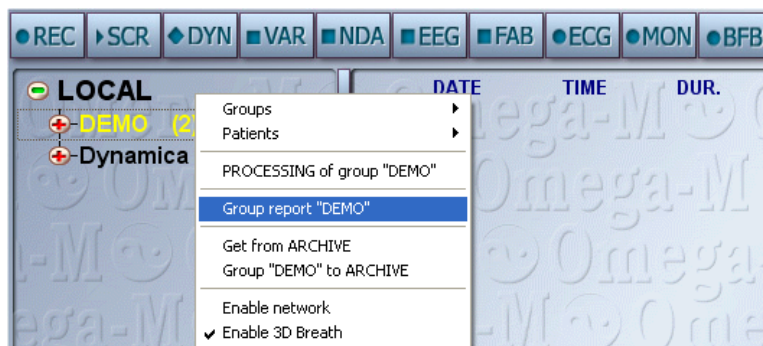 REC SCR DYN VAR NDA EEG FAB ECG MON BFB
LOCAL DATE TIME DUR.
DEMO (2)
Dynamica
Groups
Patients
PROCESSING of group "DEMO"
Group report "DEMO"
Get from ARCHIVE
Group "DEMO" to ARCHIVE
Enable network
Enable 3D Breath
Omega-M